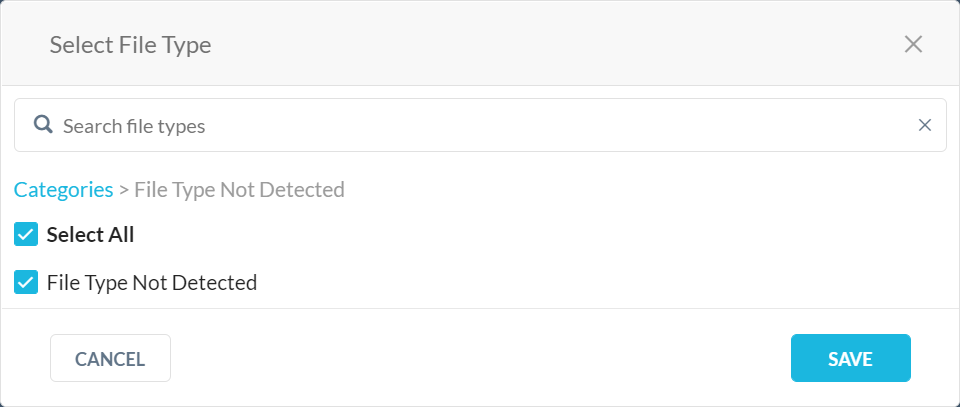 Select File Type
Search file types
Categories > File Type Not Detected
Select All
File Type Not Detected
CANCEL
SAVE